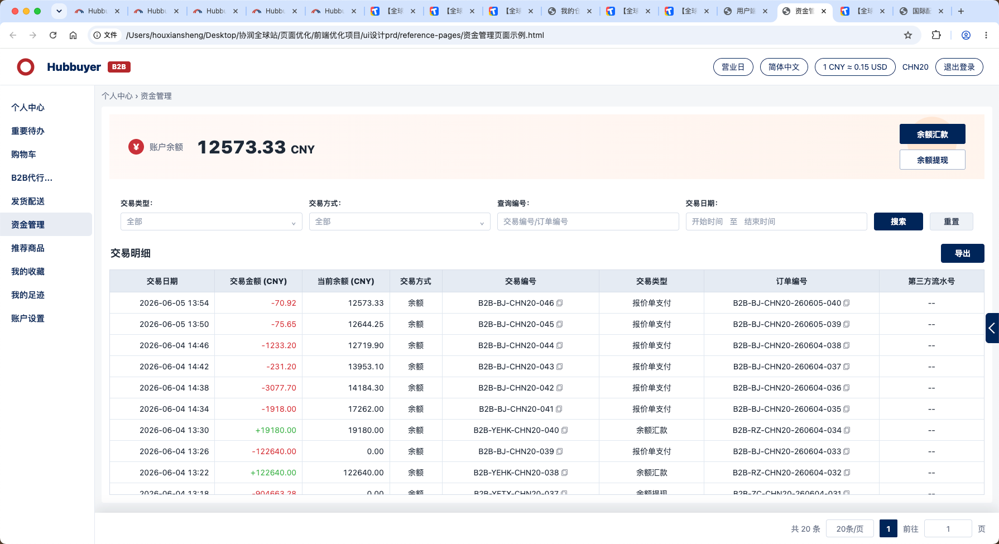 Hubbu
Hubbu
Hubbu
Hubbu
Hubbu
【全球
【全球
【全球
我的仓
【全球
【全球
用户端
资金管
【全球
国际配
文件 /Users/houxiansheng/Desktop/协润全球站/页面优化/前端优化项目/ui设计prd/reference-pages/资金管理页面示例.html
Hubbuyer B2B
营业日 简体中文 1 CNY ≈ 0.15 USD CHN20 退出登录
个人中心
重要待办
购物车
B2B代行...
发货配送
资金管理
推荐商品
我的收藏
我的足迹
账户设置
个人中心 › 资金管理
¥ 账户余额 12573.33 CNY
余额汇款
余额提现
交易类型: 交易方式: 查询编号: 交易日期:
全部 全部 交易编号/订单编号 开始时间 至 结束时间 搜索 重置
交易明细 导出
交易日期 交易金额 (CNY) 当前余额 (CNY) 交易方式 交易编号 交易类型 订单编号 第三方流水号
2026-06-05 13:54 -70.92 12573.33 余额 B2B-BJ-CHN20-046 报价单支付 B2B-BJ-CHN20-260605-040 --
2026-06-05 13:50 -75.65 12644.25 余额 B2B-BJ-CHN20-045 报价单支付 B2B-BJ-CHN20-260605-039 --
2026-06-04 14:46 -1233.20 12719.90 余额 B2B-BJ-CHN20-044 报价单支付 B2B-BJ-CHN20-260604-038 --
2026-06-04 14:42 -231.20 13953.10 余额 B2B-BJ-CHN20-043 报价单支付 B2B-BJ-CHN20-260604-037 --
2026-06-04 14:38 -3077.70 14184.30 余额 B2B-BJ-CHN20-042 报价单支付 B2B-BJ-CHN20-260604-036 --
2026-06-04 14:34 -1918.00 17262.00 余额 B2B-BJ-CHN20-041 报价单支付 B2B-BJ-CHN20-260604-035 --
2026-06-04 13:30 +19180.00 19180.00 余额 B2B-YEHK-CHN20-040 余额汇款 B2B-RZ-CHN20-260604-034 --
2026-06-04 13:26 -122640.00 0.00 余额 B2B-BJ-CHN20-039 报价单支付 B2B-BJ-CHN20-260604-033 --
2026-06-04 13:22 +122640.00 122640.00 余额 B2B-YEHK-CHN20-038 余额汇款 B2B-RZ-CHN20-260604-032 --
2026-06-04 13:18 -904663.28 0.00 余额 B2B-YETX-CHN20-037 余额提现 B2B-ZC-CHN20-260604-031 --
共 20 条 20条/页 1 前往 1 页